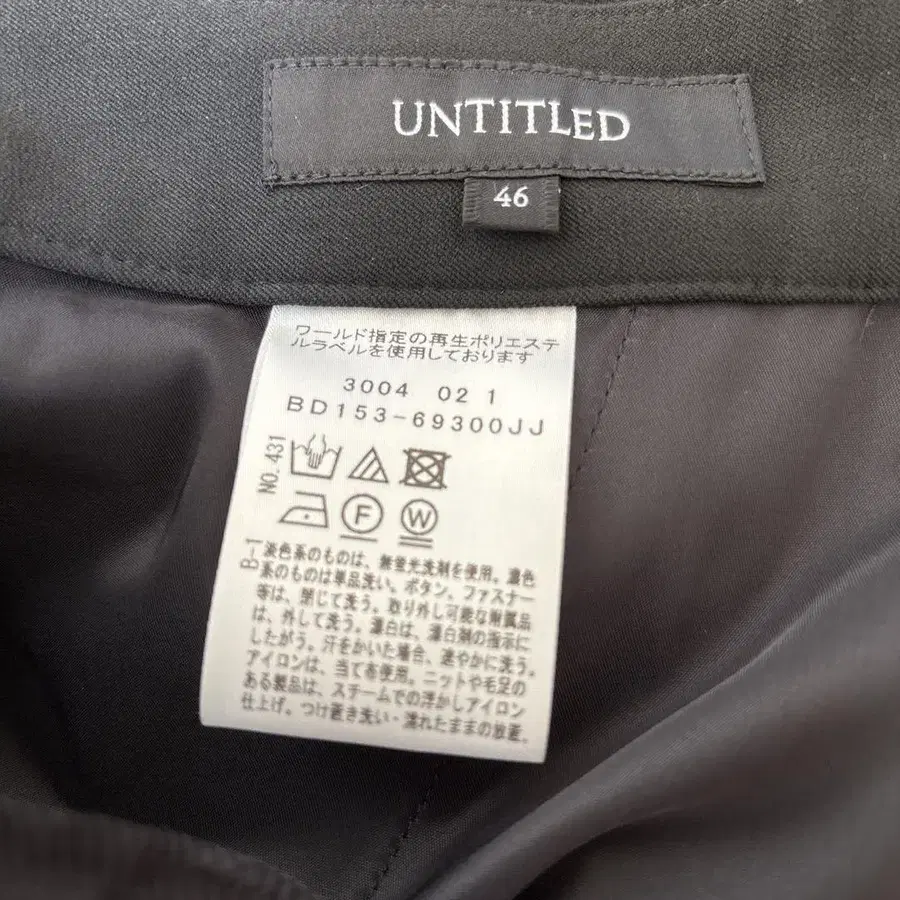 UNTITLED
46
ワールド指定の再生ポリエステ
ルラベルを使用しております
3004 02 1
BD153-69300JJ
NO.431
F W
B-1
淡色系のものは、無蛍光洗剤を使用。濃色
系のものは単品洗い。ボタン、ファスナー
等は、閉じて洗う。取り外し可能な附属品
は、外して洗う。漂白は、漂白剤の指示に
したがう。汗をかいた場合、速やかに洗う。
アイロンは、当て布使用。ニットや毛足の
ある製品は、スチームでの浮かしアイロン
仕上げ。つけ置き洗い・濡れたままの放置、